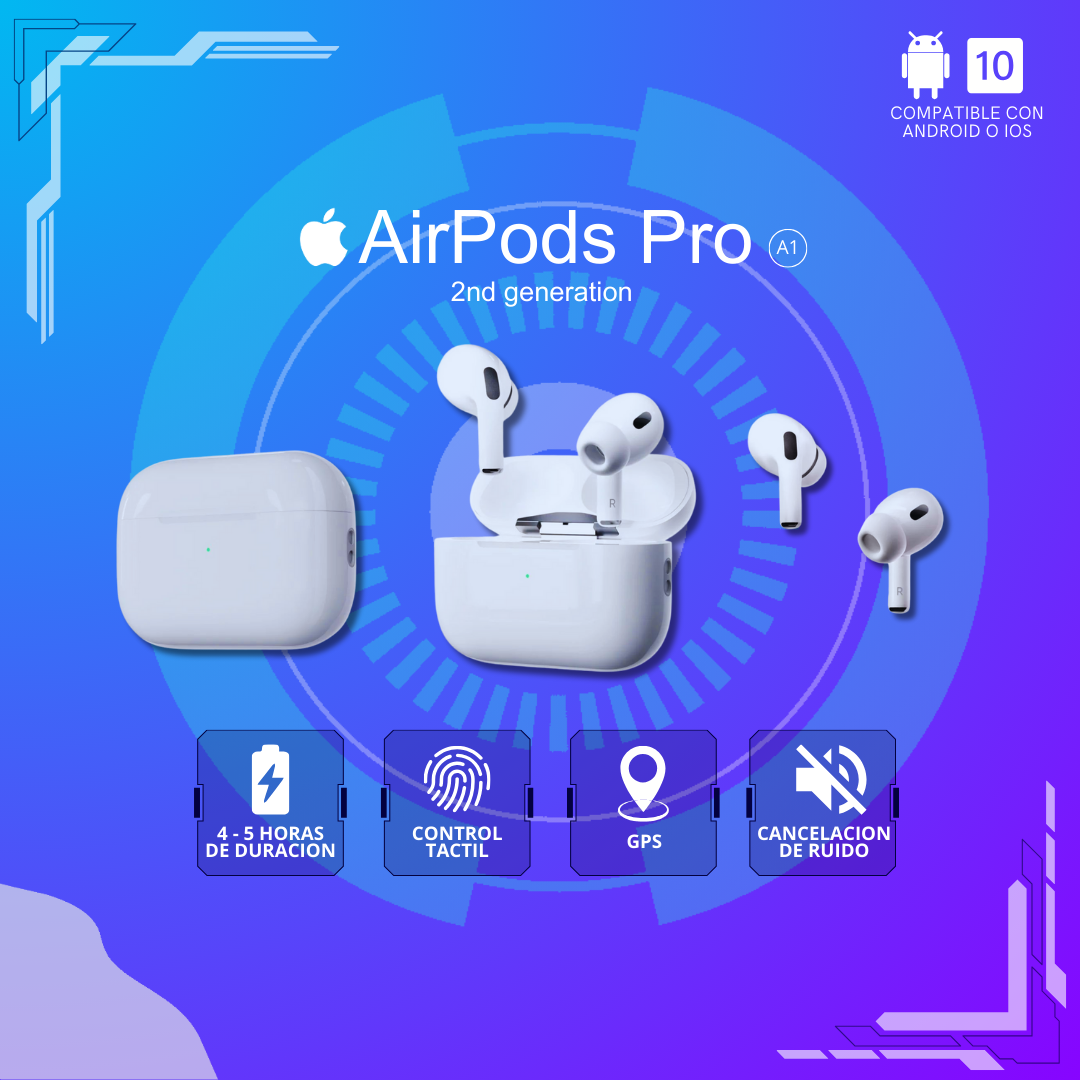 10
COMPATIBLE CON
ANDROID O IOS
AirPods Pro A1
2nd generation
R
R
4 - 5 HORAS
DE DURACION
CONTROL
TACTIL
GPS
CANCELACION
DE RUIDO